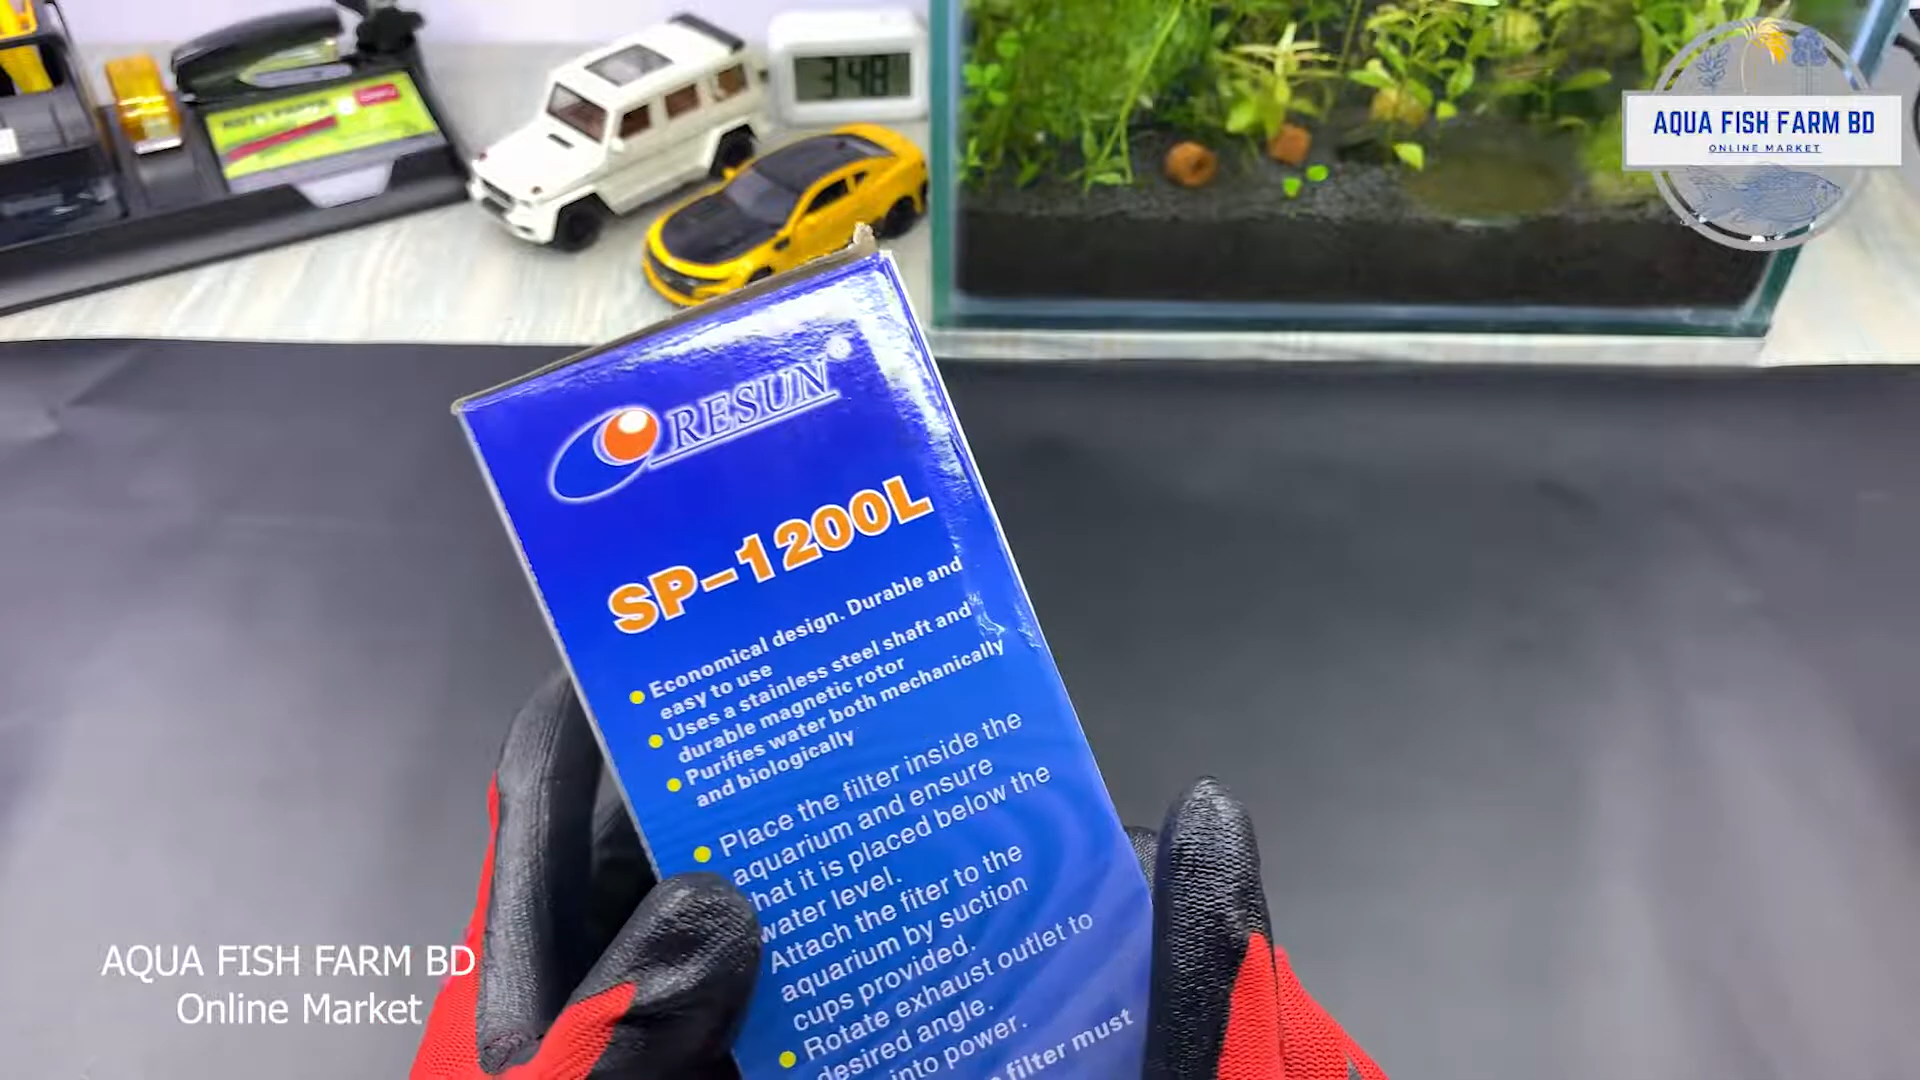 3:48
AQUA FISH FARM BD
ONLINE MARKET
RESUN®
SP-1200L
Economical design. Durable and
easy to use
Uses a stainless steel shaft and
durable magnetic rotor
Purifies water both mechanically
and biologically
Place the filter inside the
aquarium and ensure
hat it is placed below the
water level.
Attach the fiter to the
aquarium by suction
cups provided.
Rotate exhaust outlet to
desired angle.
into power.
filter must
AQUA FISH FARM BD
Online Market